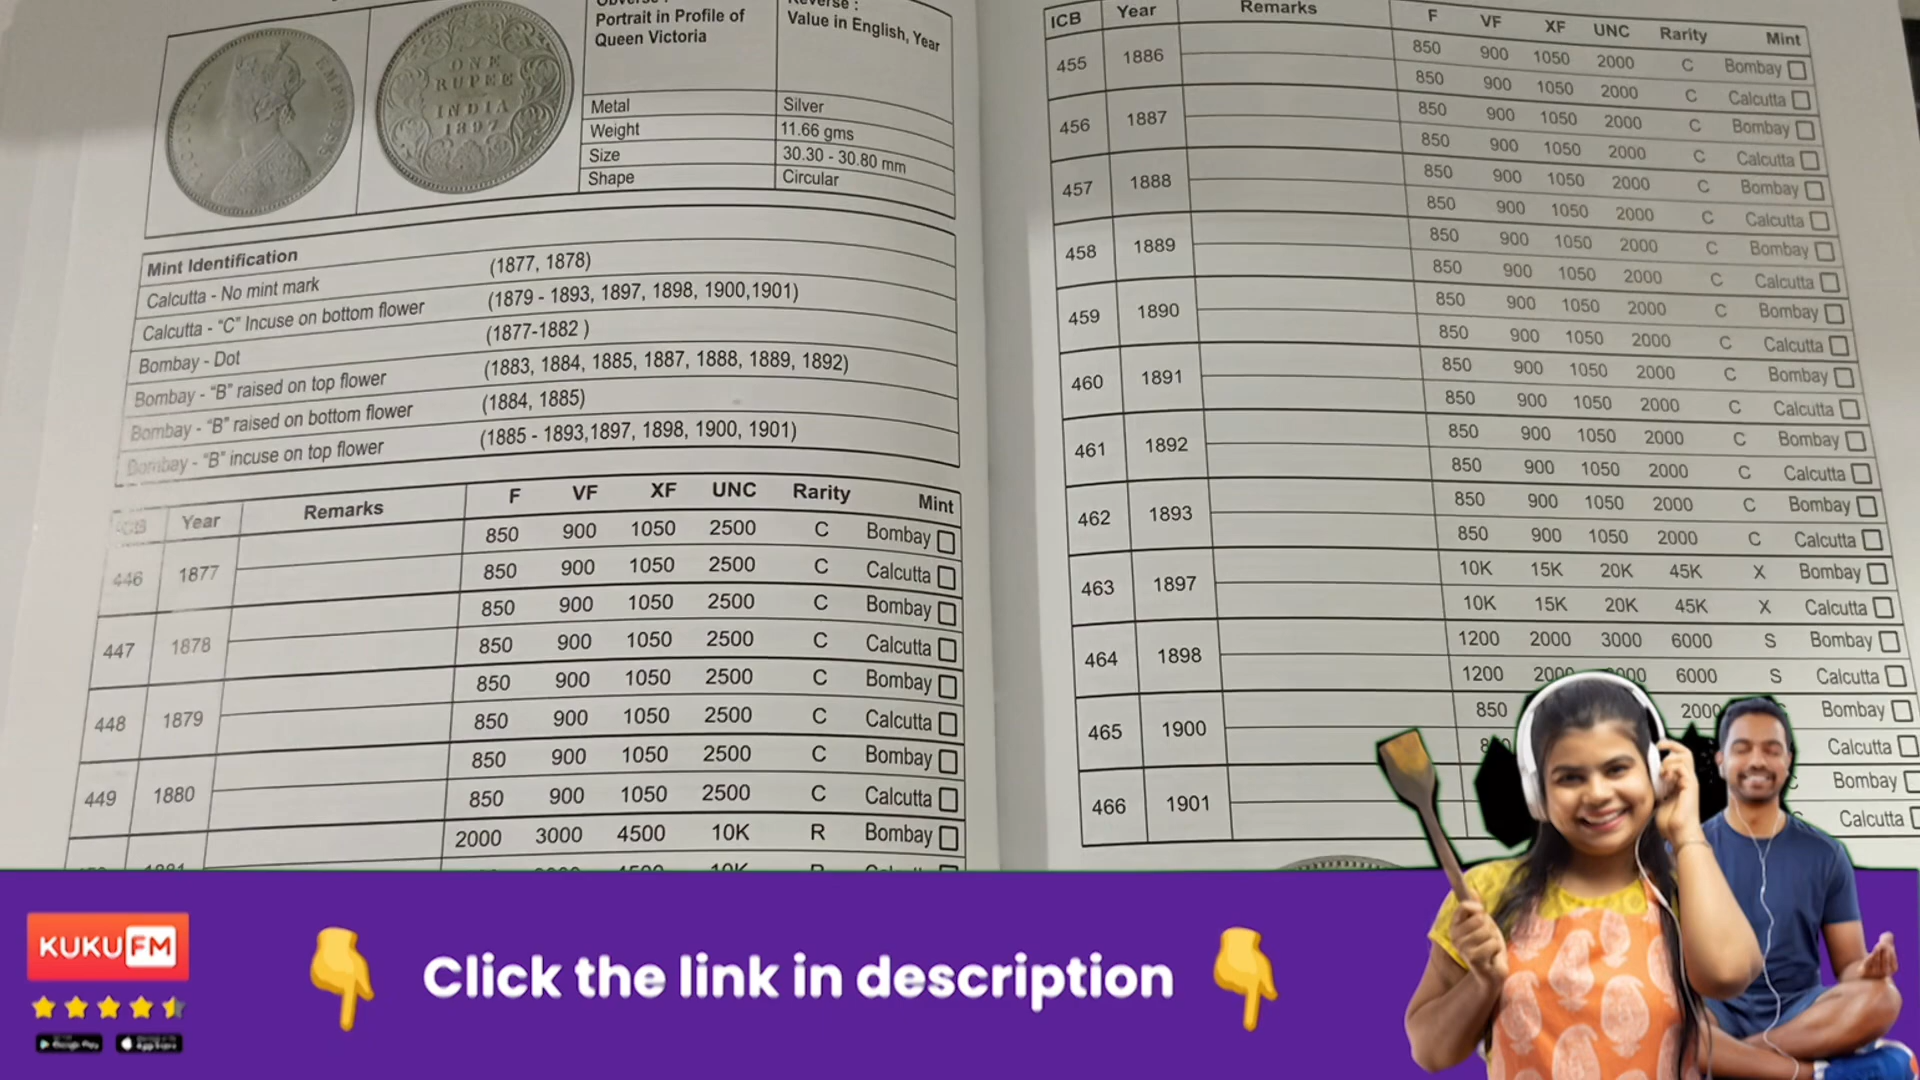 Portrait in Profile of Queen Victoria
Reverse :
Value in English, Year
VICTORIA EMPRESS
ONE
RUPEE
INDIA
1897
Metal Silver
Weight 11.66 gms
Size 30.30 - 30.80 mm
Shape Circular
Mint Identification
Calcutta - No mint mark (1877, 1878)
Calcutta - “C” Incuse on bottom flower (1879 - 1893, 1897, 1898, 1900,1901)
Bombay - Dot (1877-1882 )
Bombay - “B” raised on top flower (1883, 1884, 1885, 1887, 1888, 1889, 1892)
Bombay - “B” raised on bottom flower (1884, 1885)
Bombay - “B” incuse on top flower (1885 - 1893,1897, 1898, 1900, 1901)
ICB Year Remarks F VF XF UNC Rarity Mint
446 1877 850 900 1050 2500 C Bombay
850 900 1050 2500 C Calcutta
447 1878 850 900 1050 2500 C Bombay
850 900 1050 2500 C Calcutta
448 1879 850 900 1050 2500 C Bombay
850 900 1050 2500 C Calcutta
449 1880 850 900 1050 2500 C Bombay
850 900 1050 2500 C Calcutta
2000 3000 4500 10K R Bombay
ICB Year Remarks F VF XF UNC Rarity Mint
455 1886 850 900 1050 2000 C Bombay
850 900 1050 2000 C Calcutta
456 1887 850 900 1050 2000 C Bombay
850 900 1050 2000 C Calcutta
457 1888 850 900 1050 2000 C Bombay
850 900 1050 2000 C Calcutta
458 1889 850 900 1050 2000 C Bombay
850 900 1050 2000 C Calcutta
459 1890 850 900 1050 2000 C Bombay
850 900 1050 2000 C Calcutta
460 1891 850 900 1050 2000 C Bombay
850 900 1050 2000 C Calcutta
461 1892 850 900 1050 2000 C Bombay
850 900 1050 2000 C Calcutta
462 1893 850 900 1050 2000 C Bombay
850 900 1050 2000 C Calcutta
463 1897 10K 15K 20K 45K X Bombay
10K 15K 20K 45K X Calcutta
464 1898 1200 2000 3000 6000 S Bombay
1200 2000 6000 S Calcutta
465 1900 850 2000 Bombay
Calcutta
466 1901 Bombay
Calcutta
KUKU FM
Click the link in description
Google Play
App Store